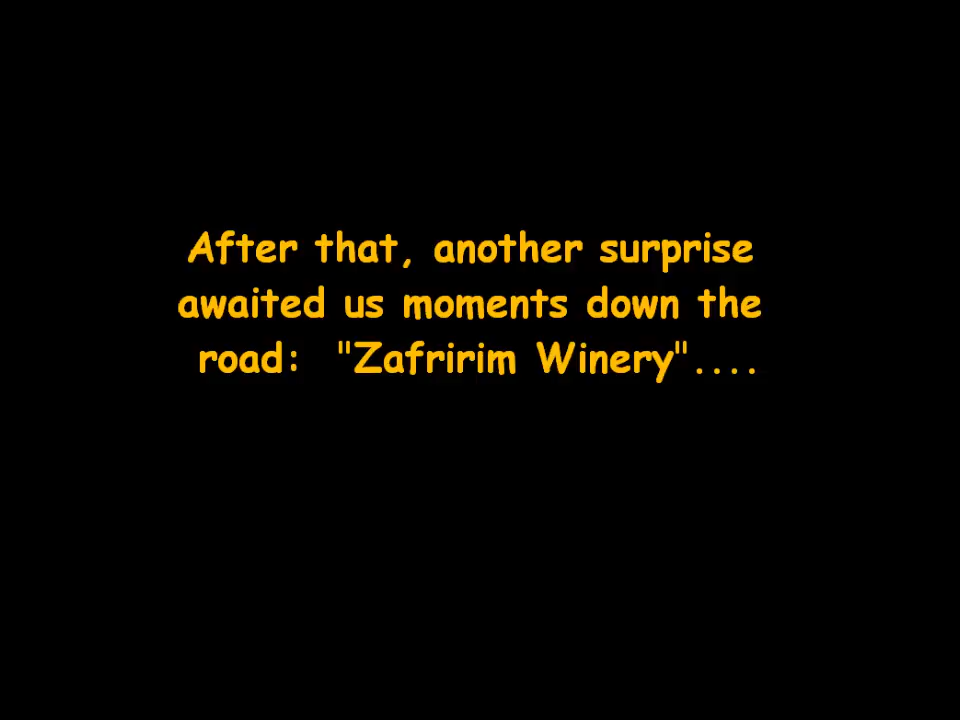 After that, another surprise
awaited us moments down the
road:  "Zafririm Winery"....